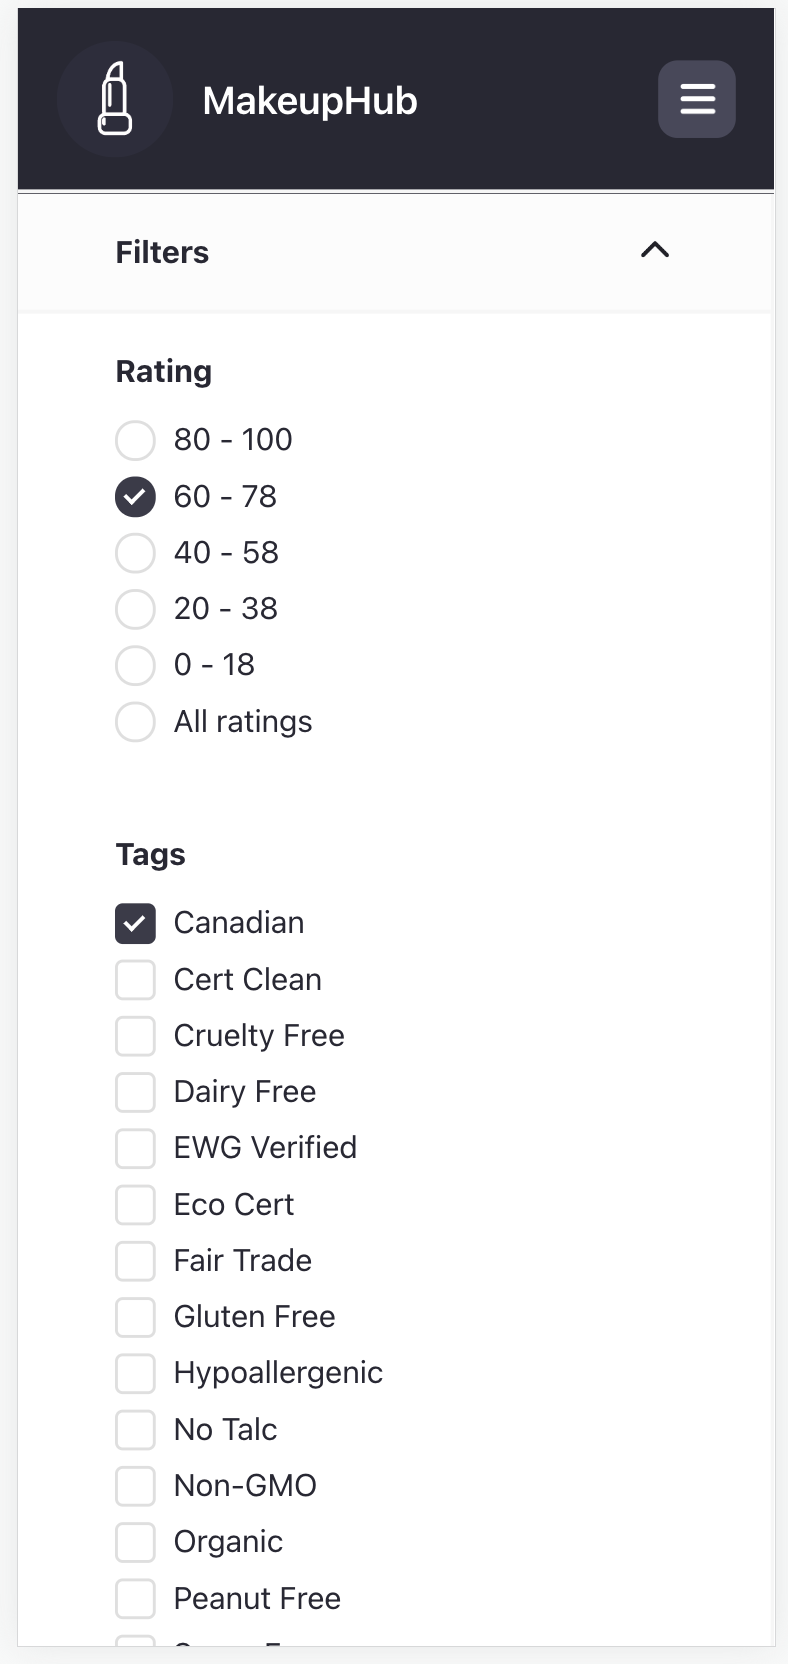 MakeupHub
Filters
Rating
80 - 100
60 - 78
40 - 58
20 - 38
0 - 18
All ratings
Tags
Canadian
Cert Clean
Cruelty Free
Dairy Free
EWG Verified
Eco Cert
Fair Trade
Gluten Free
Hypoallergenic
No Talc
Non-GMO
Organic
Peanut Free